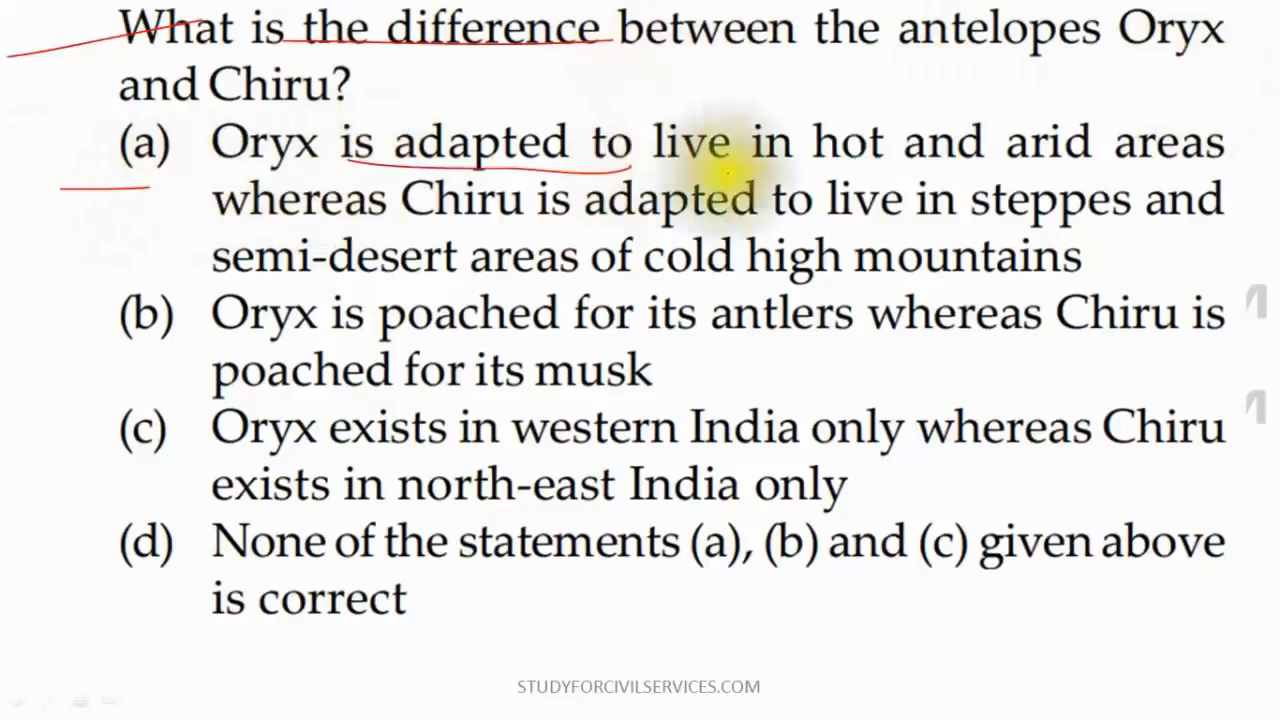 What is the difference between the antelopes Oryx
and Chiru?
(a) Oryx is adapted to live in hot and arid areas
whereas Chiru is adapted to live in steppes and
semi-desert areas of cold high mountains
(b) Oryx is poached for its antlers whereas Chiru is
poached for its musk
(c) Oryx exists in western India only whereas Chiru
exists in north-east India only
(d) None of the statements (a), (b) and (c) given above
is correct
STUDYFORCIVILSERVICES.COM